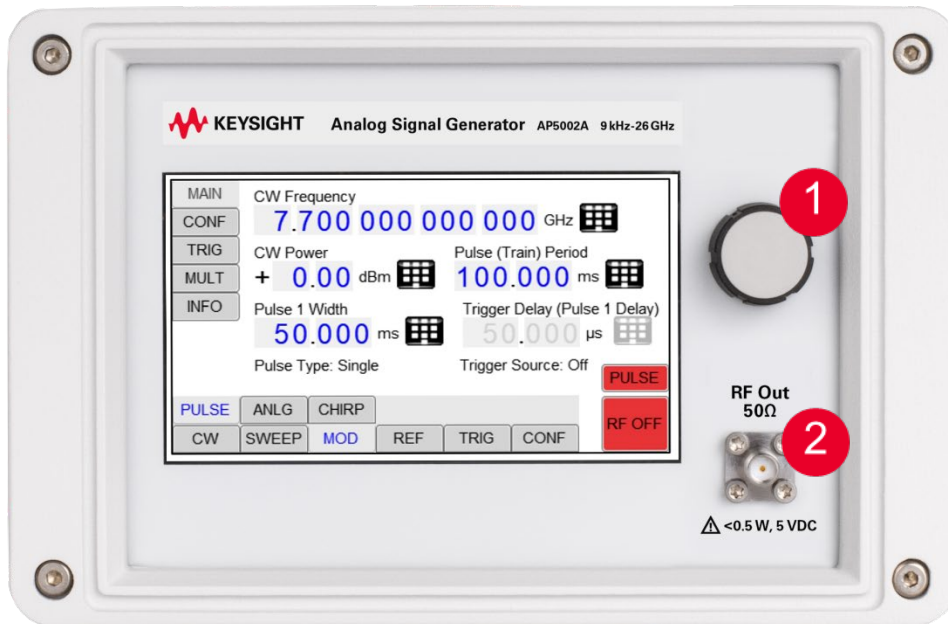 KEYSIGHT Analog Signal Generator AP5002A 9 kHz-26 GHz
1
MAIN
CONF
TRIG
MULT
INFO
CW Frequency
7.700 000 000 000 GHz
CW Power
+ 0.00 dBm
Pulse (Train) Period
100.000 ms
Pulse 1 Width
50.000 ms
Trigger Delay (Pulse 1 Delay)
50.000 µs
Pulse Type: Single
Trigger Source: Off
PULSE
RF OFF
PULSE ANLG CHIRP
CW SWEEP MOD REF TRIG CONF
RF Out
50Ω
2
<0.5 W, 5 VDC